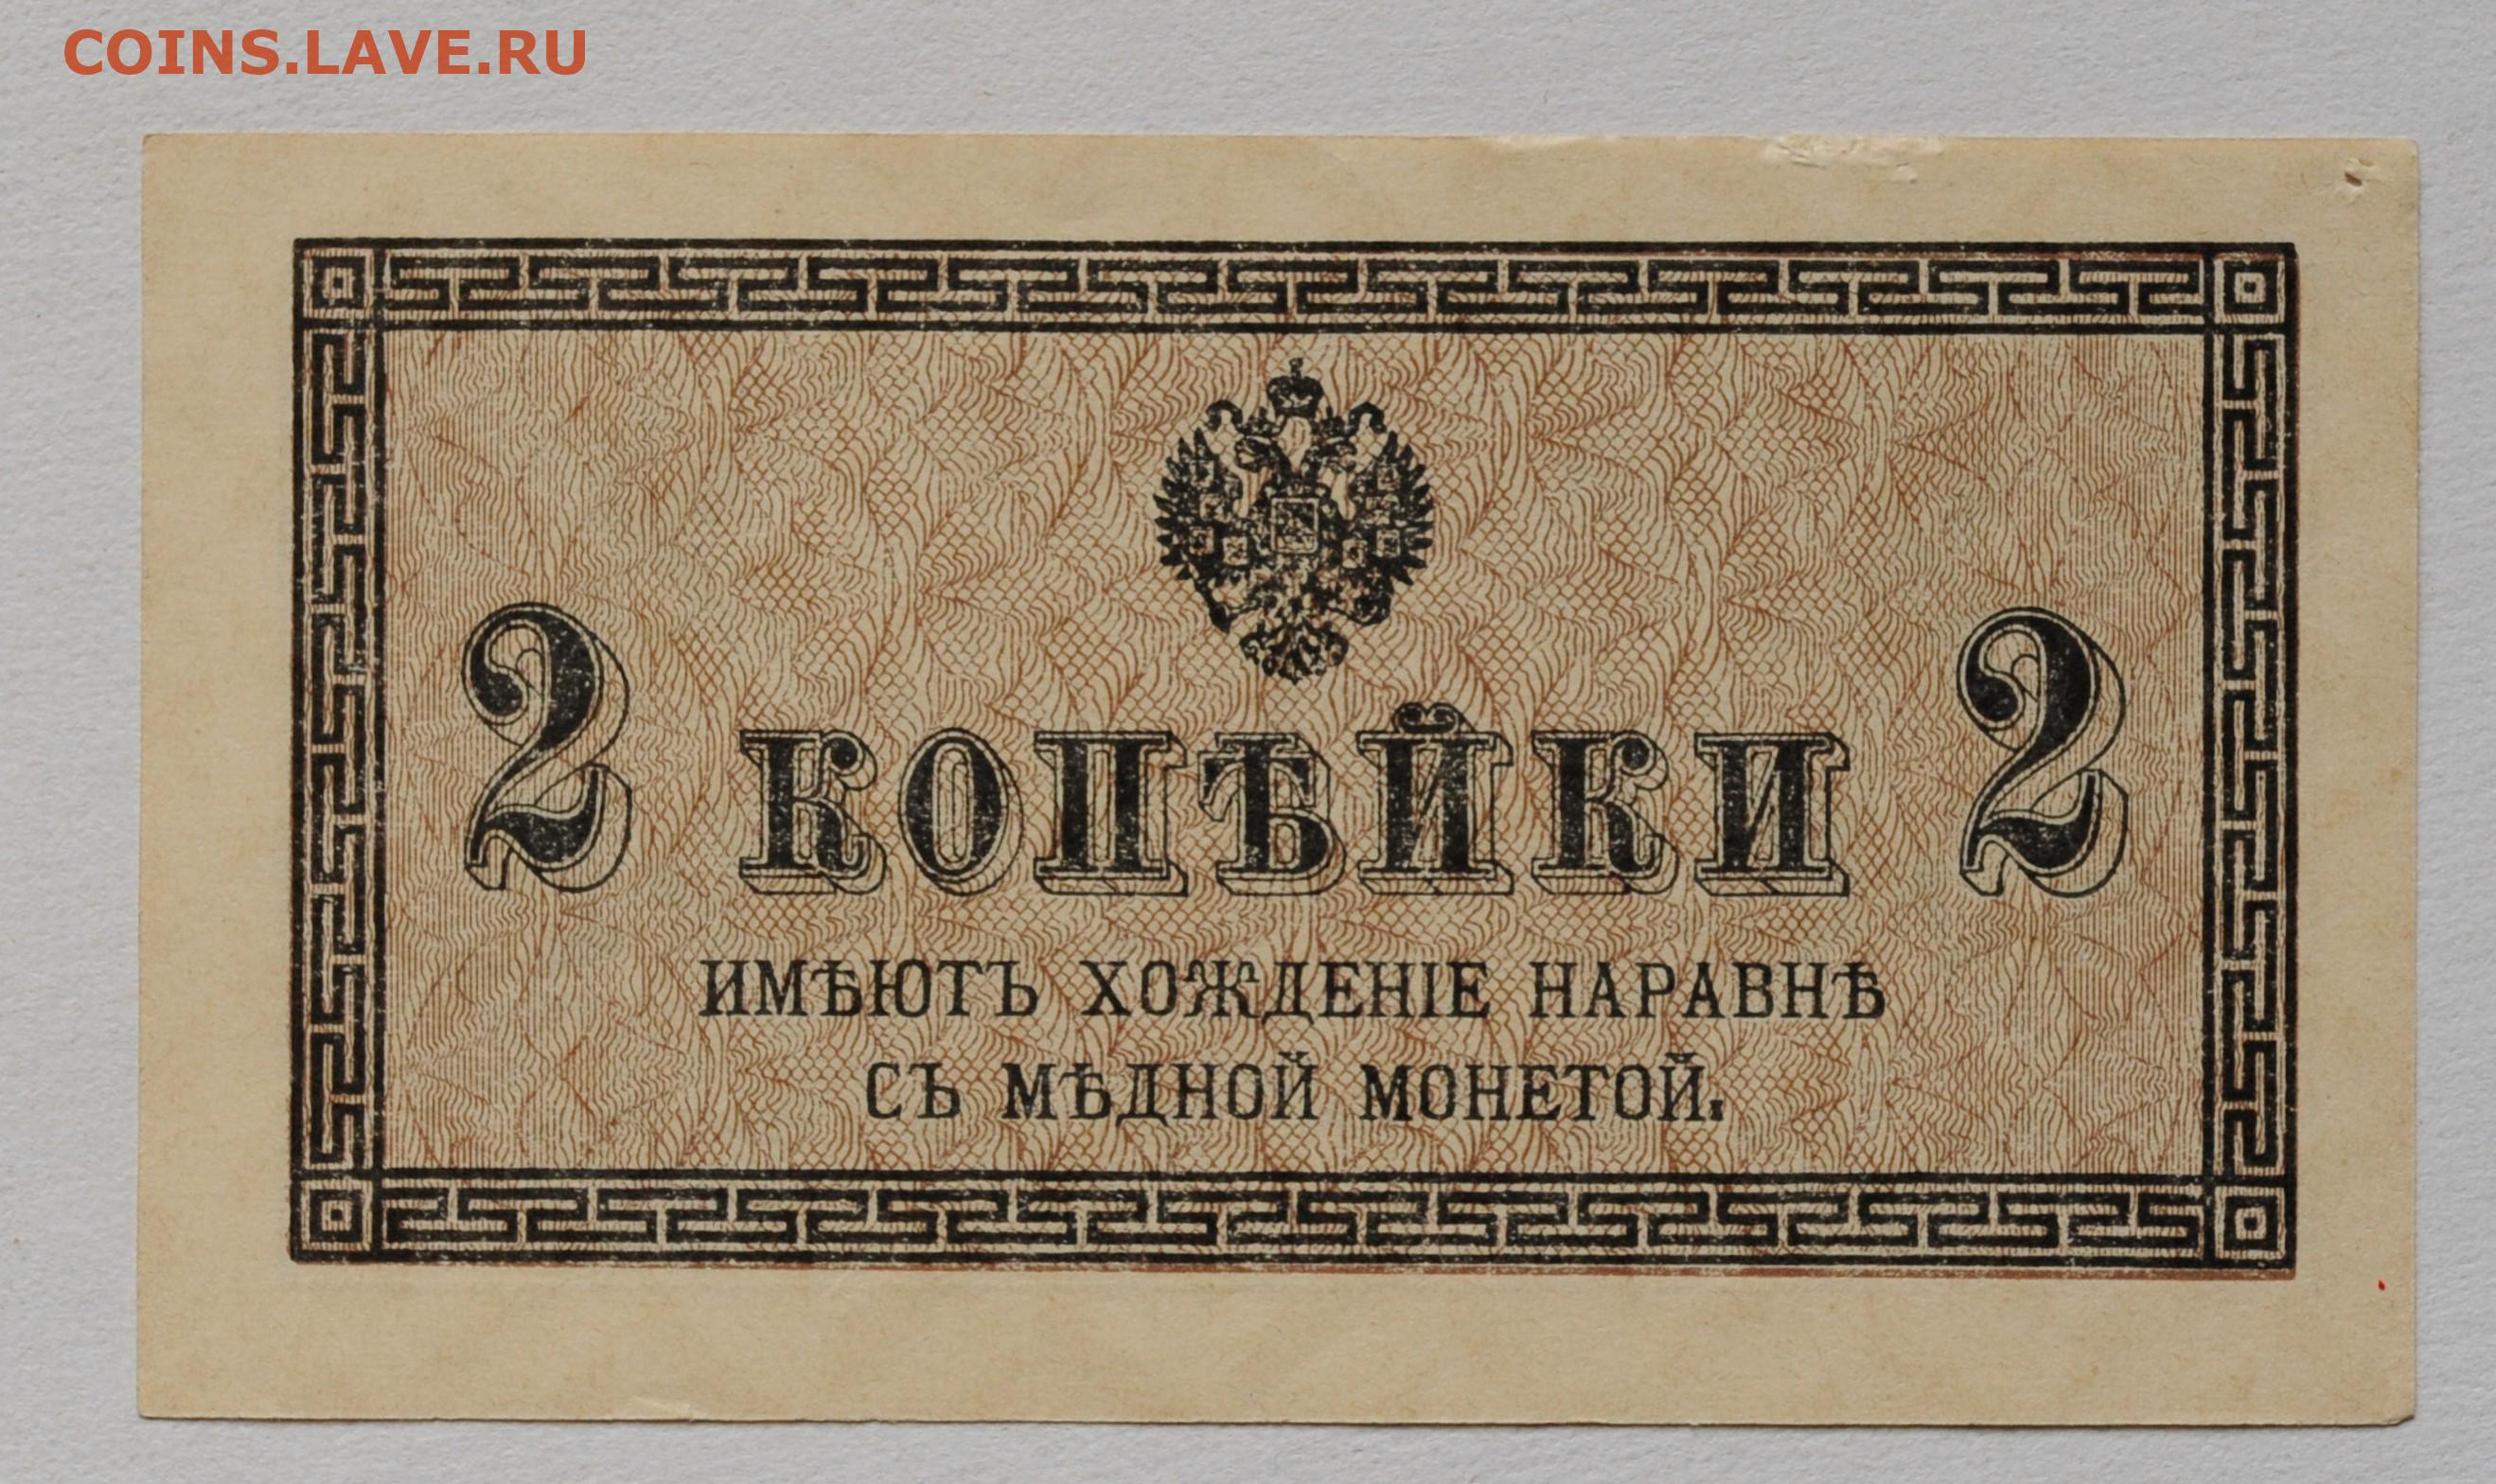 COINS.LAVE.RU
2 КОПѢЙКИ 2
ИМѢЮТЪ ХОЖДЕНІЕ НАРАВНѢ
СЪ МѢДНОЙ МОНЕТОЙ.